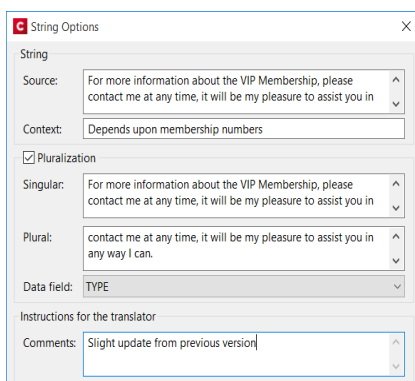 String Options
String
Source:
For more information about the VIP Membership, please
contact me at any time, it will be my pleasure to assist you in
Context:
Depends upon membership numbers
Pluralization
Singular:
For more information about the VIP Membership, please
contact me at any time, it will be my pleasure to assist you in
Plural:
contact me at any time, it will be my pleasure to assist you in
any way I can.
Data field:
TYPE
Instructions for the translator
Comments:
Slight update from previous version